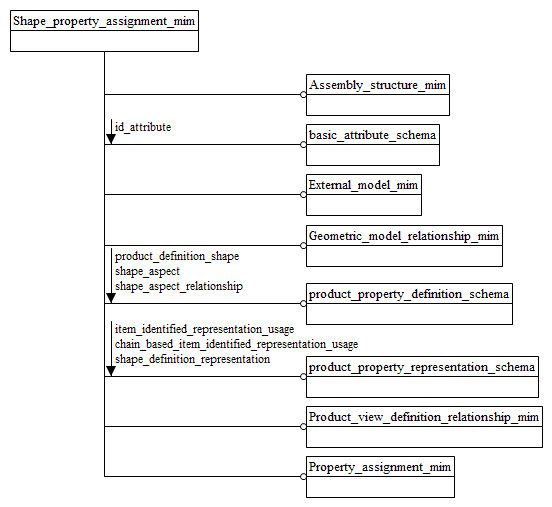 Shape_property_assignment_mim
Assembly_structure_mim
id_attribute
basic_attribute_schema
External_model_mim
Geometric_model_relationship_mim
product_definition_shape
shape_aspect
shape_aspect_relationship
product_property_definition_schema
item_identified_representation_usage
chain_based_item_identified_representation_usage
shape_definition_representation
product_property_representation_schema
Product_view_definition_relationship_mim
Property_assignment_mim